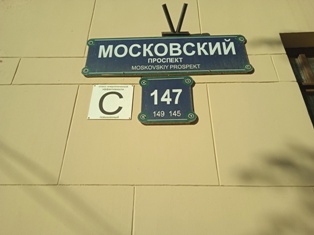 МОСКОВСКИЙ
ПРОСПЕКТ
MOSKOVSKIY PROSPEKT
С
147
149 145